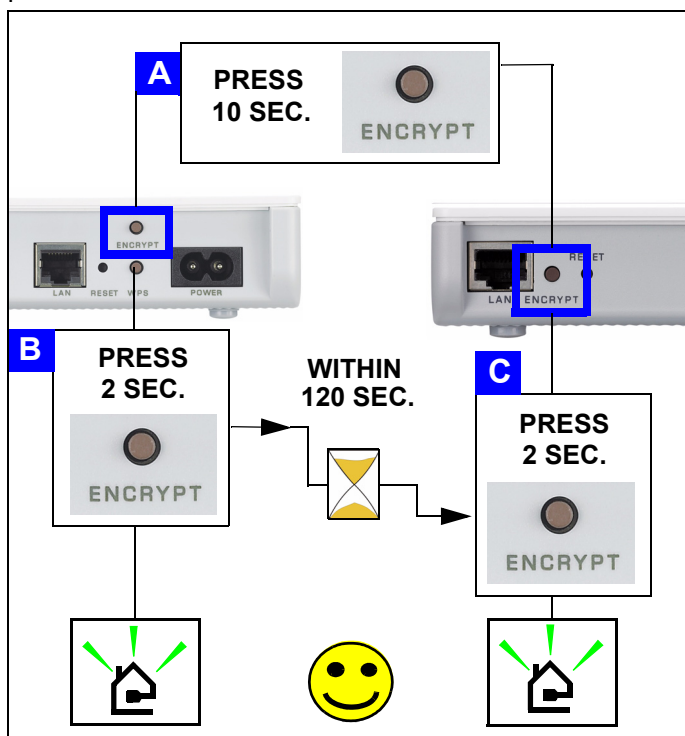 A
PRESS
10 SEC.
ENCRYPT
ENCRYPT
LAN RESET WPS POWER
RESET
LAN ENCRYPT
B
PRESS
2 SEC.
ENCRYPT
WITHIN
120 SEC.
C
PRESS
2 SEC.
ENCRYPT